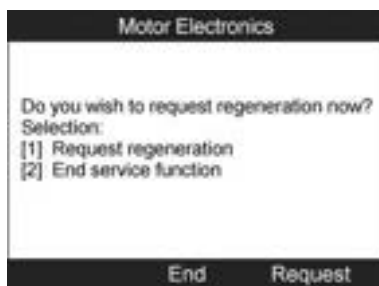 Motor Electronics
Do you wish to request regeneration now?
Selection:
[1] Request regeneration
[2] End service function
End Request